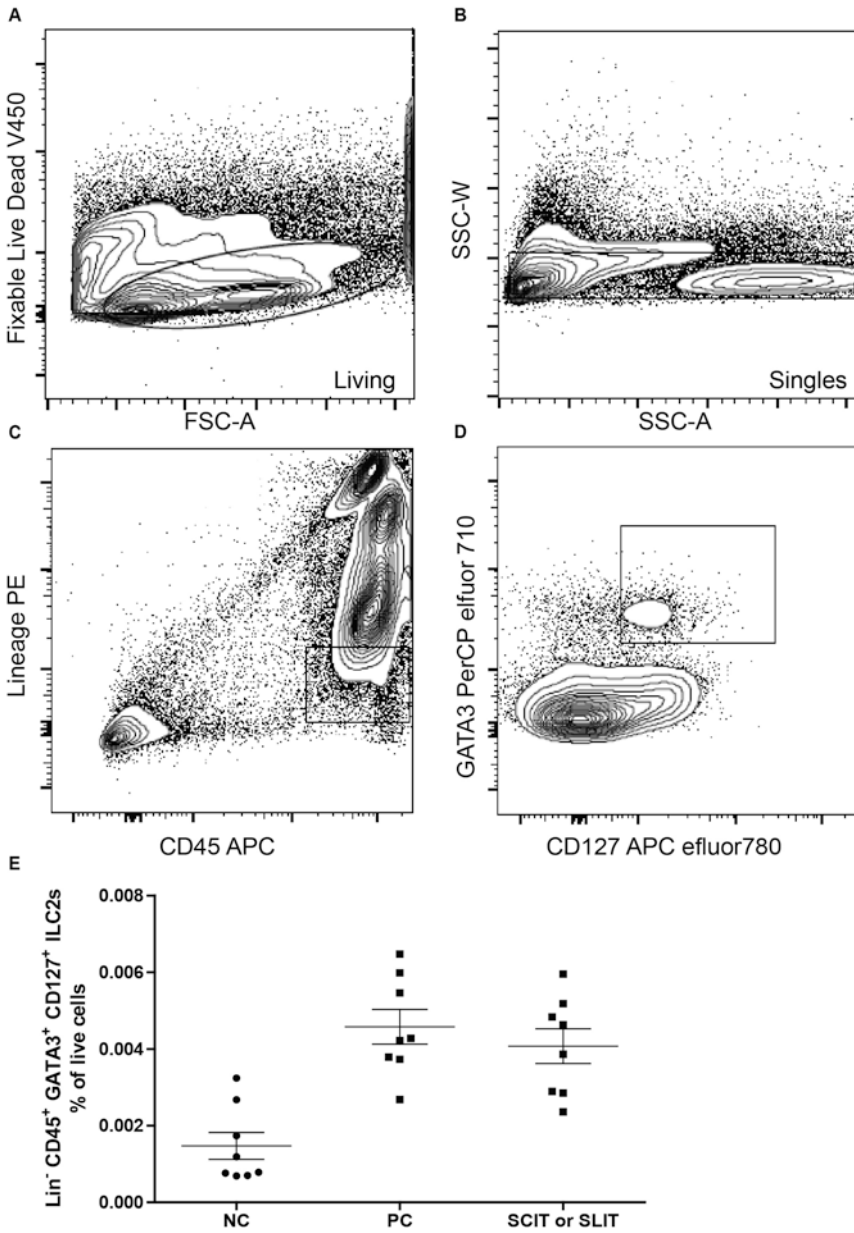 A
Fixable Live Dead V450
Living
FSC-A
B
SSC-W
Singles
SSC-A
C
Lineage PE
CD45 APC
D
GATA3 PerCP elfuor 710
CD127 APC efluor780
E
Lin- CD45+ GATA3+ CD127+ ILC2s
% of live cells
0.008
0.006
0.004
0.002
0.000
NC
PC
SCIT or SLIT